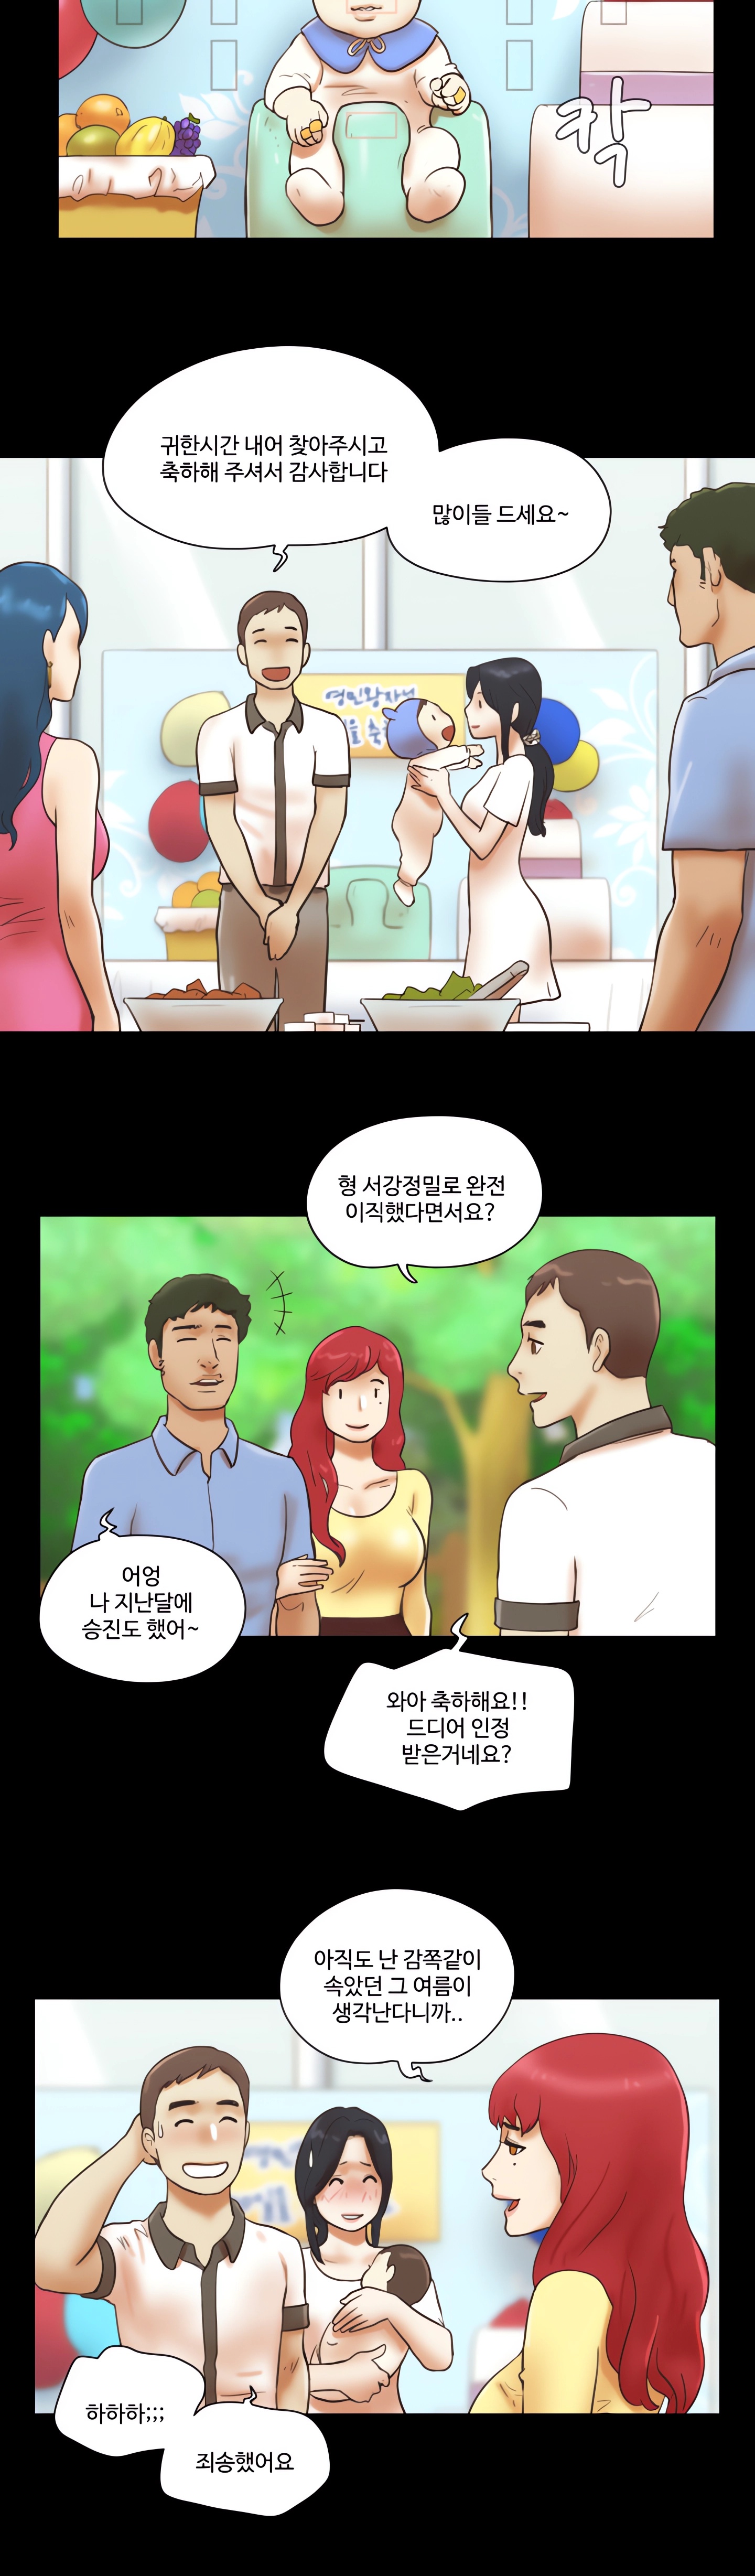 칵
귀한시간 내어 찾아주시고
축하해 주셔서 감사합니다
많이들 드세요~
영민왕자님
형 서강정밀로 완전
이직했다면서요?
어엉
나 지난달에
승진도 했어~
와아 축하해요!!
드디어 인정
받은거네요?
아직도 난 감쪽같이
속았던 그 여름이
생각난다니까..
하하하;;;
죄송했어요